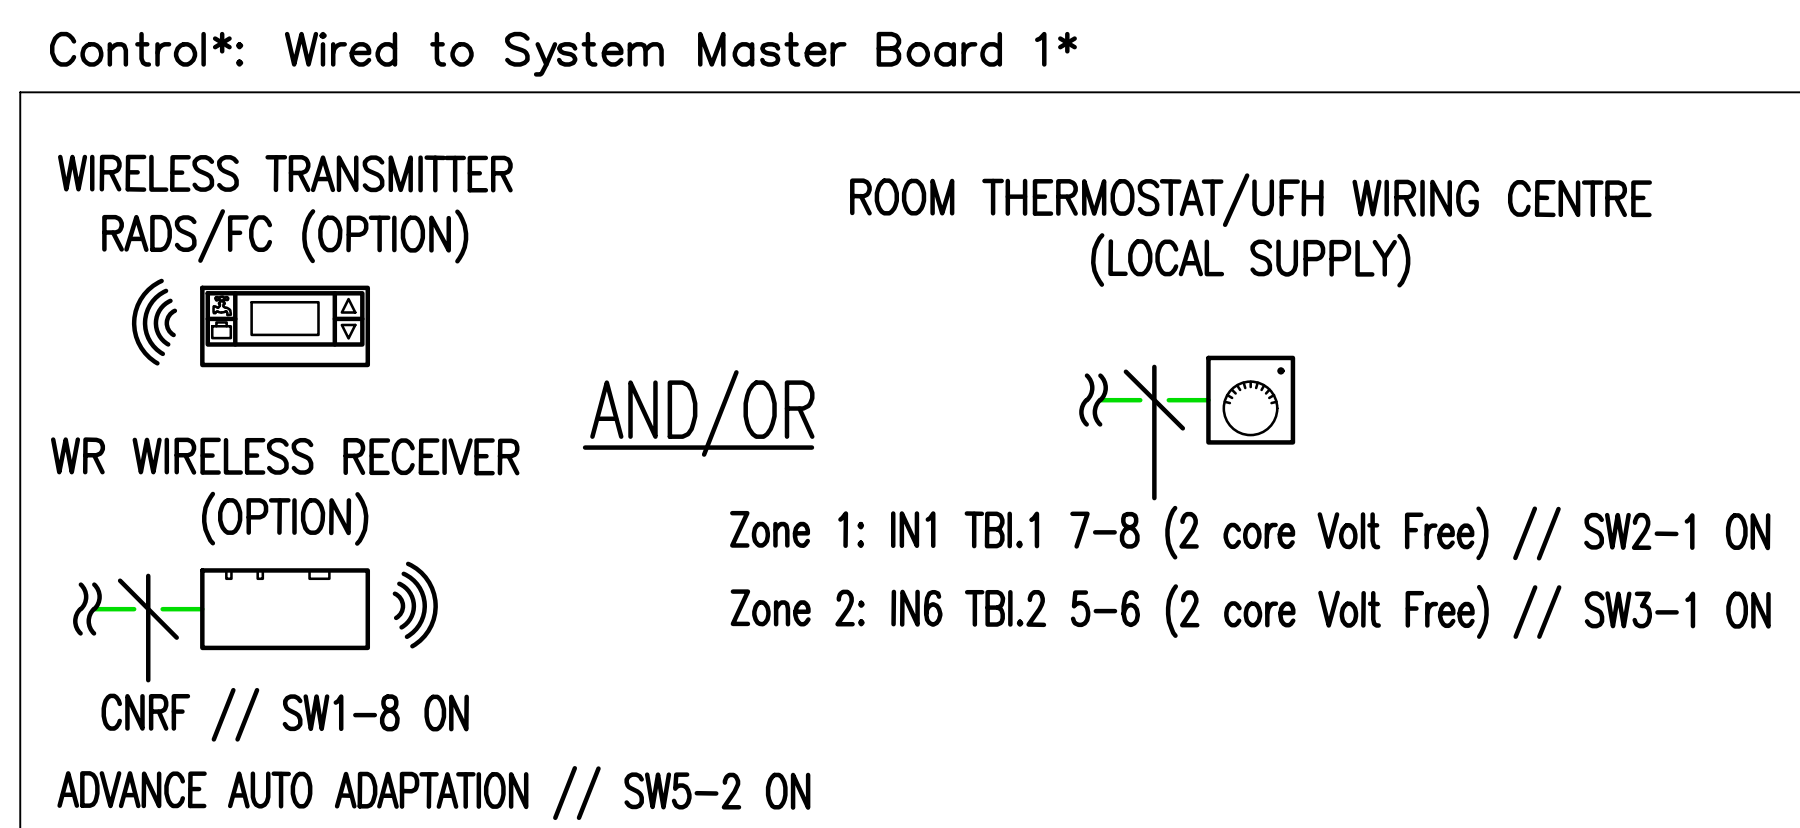 Control*: Wired to System Master Board 1*
WIRELESS TRANSMITTER
RADS/FC (OPTION)
WR WIRELESS RECEIVER
(OPTION)
CNRF // SW1-8 ON
ADVANCE AUTO ADAPTATION // SW5-2 ON
AND/OR
ROOM THERMOSTAT/UFH WIRING CENTRE
(LOCAL SUPPLY)
Zone 1: IN1 TBI.1 7-8 (2 core Volt Free) // SW2-1 ON
Zone 2: IN6 TBI.2 5-6 (2 core Volt Free) // SW3-1 ON